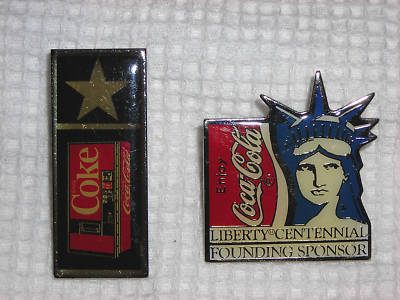 Coke
Coca-Cola
Enjoy
Coca-Cola
®
LIBERTY© CENTENNIAL
FOUNDING SPONSOR